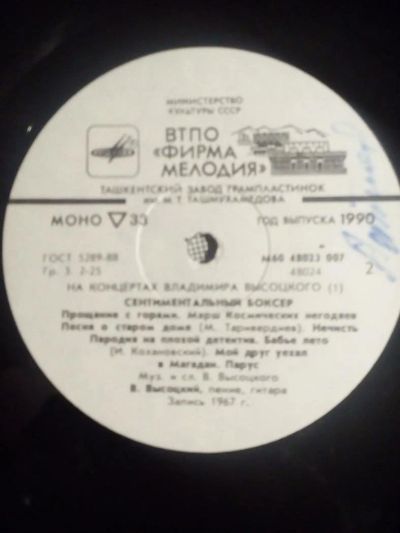 МИНИСТЕРСТВО
КУЛЬТУРЫ СССР
ВТПО
«ФИРМА
МЕЛОДИЯ»
ТАШКЕНТСКИЙ ЗАВОД ГРАМПЛАСТИНОК
им. М. Т. ТАШМУХАМЕДОВА
МОНО 33
ГОД ВЫПУСКА 1990
ГОСТ 5289-88
М60 48023 007
Гр. 3. 2-25
48024
2
НА КОНЦЕРТАХ ВЛАДИМИРА ВЫСОЦКОГО (1)
СЕНТИМЕНТАЛЬНЫЙ БОКСЕР
Прощание с горами. Марш Космических негодяев
Песня о старом доме (М. Таривердиев). Нечисть
Пародия на плохой детектив. Бабье лето
(И. Кохановский). Мой друг уехал
в Магадан. Парус
Муз. и сл. В. Высоцкого
В. Высоцкий, пение, гитара
Запись 1967 г.